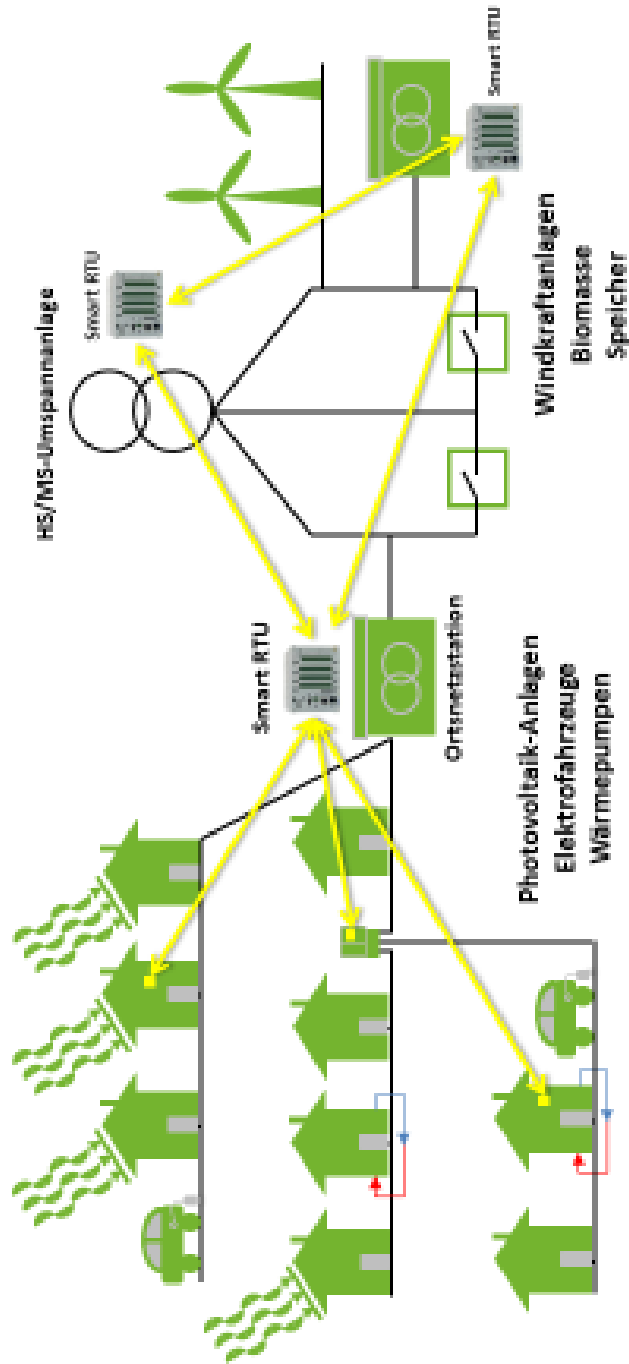 HS/MS-Umspannanlage
Smart RTU
Smart RTU
Smart RTU
Ortsnetzstation
Windkraftanlagen
Biomasse
Speicher
Photovoltaik-Anlagen
Elektrofahrzeuge
Wärmepumpen